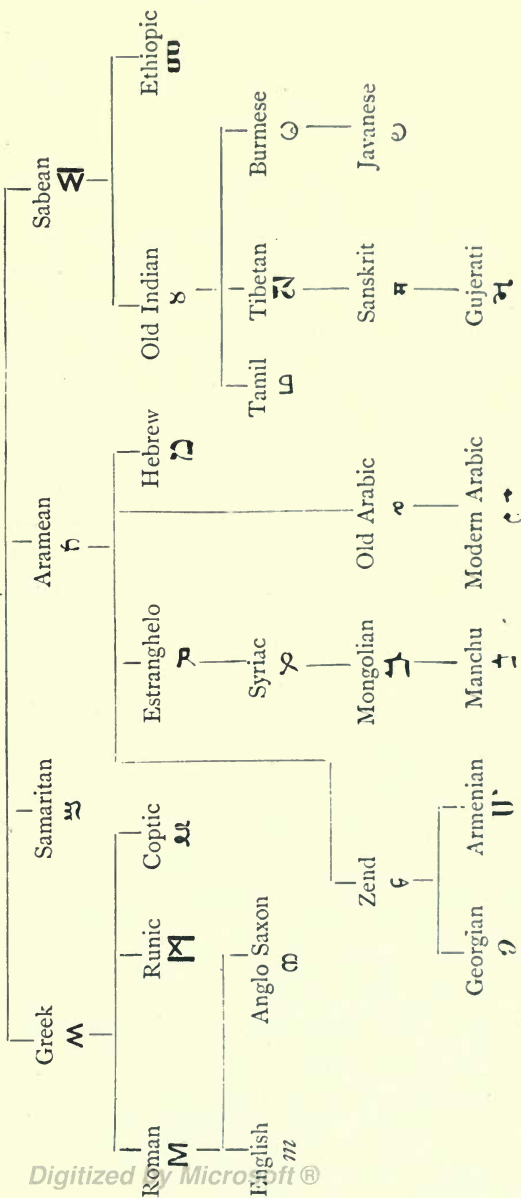 Greek Samaritan Aramean Sabean
Roman Runic Coptic Estranghelo Hebrew Old Indian Ethiopic
M מ
English Anglo Saxon Syriac Tamil Tibetan Burmese
m
Zend Mongolian Old Arabic Sanskrit Javanese
म
Georgian Armenian Manchu Modern Arabic Gujerati
મ
Digitized by Microsoft ®